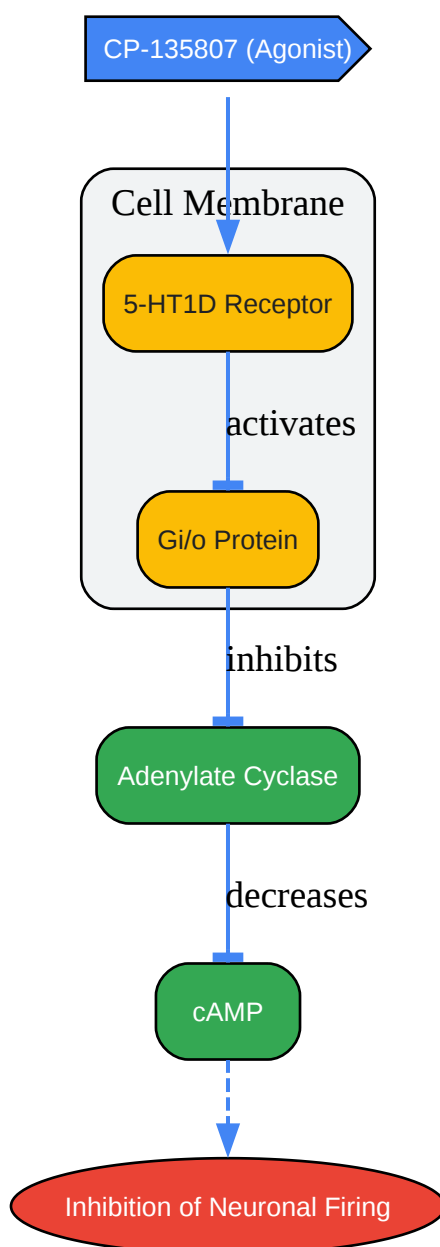 CP-135807 (Agonist)
Cell Membrane
5-HT1D Receptor
activates
Gi/o Protein
inhibits
Adenylate Cyclase
decreases
cAMP
Inhibition of Neuronal Firing